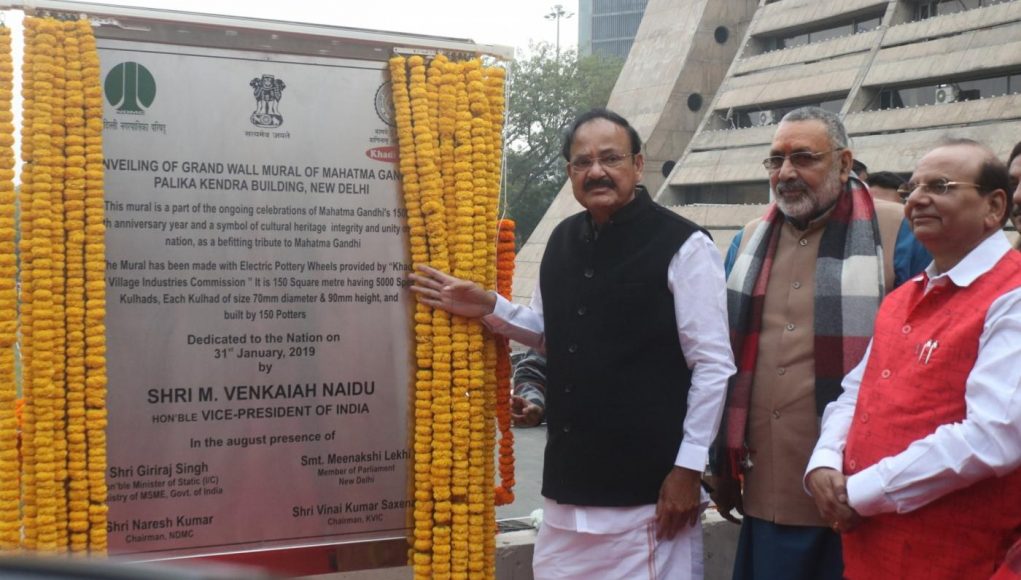 दिल्ली नगरपालिका परिषद्
सत्यमेव जयते
Khadi
NVEILING OF GRAND WALL MURAL OF MAHATMA GAN
PALIKA KENDRA BUILDING, NEW DELHI
This mural is a part of the ongoing celebrations of Mahatma Gandhi's 150
th anniversary year and a symbol of cultural heritage integrity and unity o
nation, as a befitting tribute to Mahatma Gandhi
he Mural has been made with Electric Pottery Wheels provided by "Kha
Village Industries Commission " It is 150 Square metre having 5000 Spe
Kulhads, Each Kulhad of size 70mm diameter & 90mm height, and
built by 150 Potters
Dedicated to the Nation on
31st January, 2019
by
SHRI M. VENKAIAH NAIDU
HON'BLE VICE-PRESIDENT OF INDIA
In the august presence of
Shri Giriraj Singh
n'ble Minister of Static (I/C)
nistry of MSME, Govt. of India
Smt. Meenakshi Lekhi
Member of Parliament
New Delhi
Shri Naresh Kumar
Chairman, NDMC
Shri Vinai Kumar Saxen
Chairman, KVIC